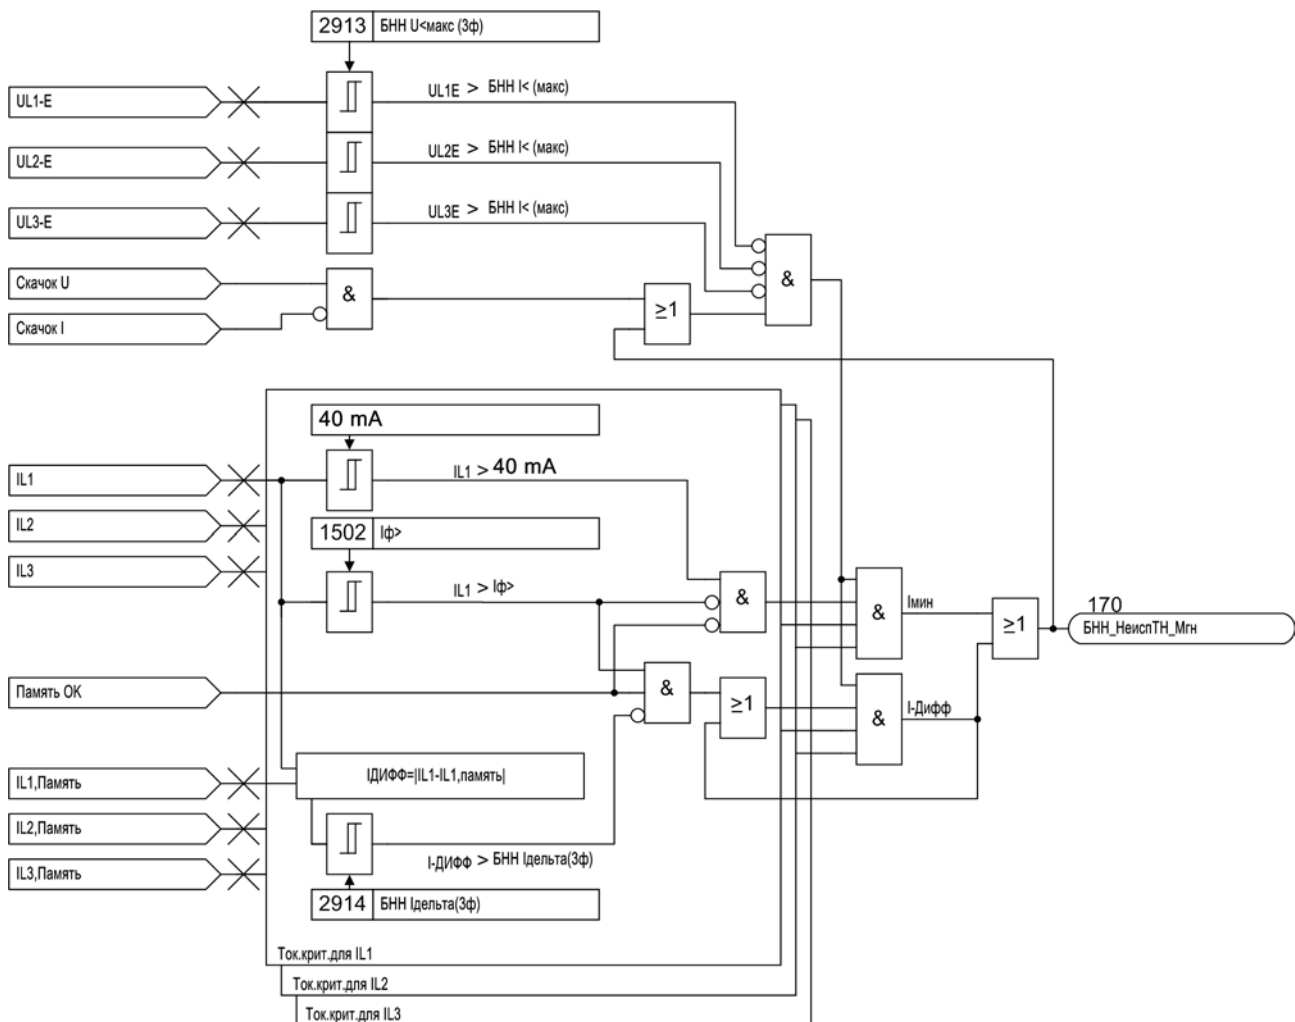 2913 БНН U<макс (3ф)
UL1-E
UL1E > БНН I< (макс)
UL2-E
UL2E > БНН I< (макс)
UL3-E
UL3E > БНН I< (макс)
Скачок U
&
&
≥1
Скачок I
40 mA
IL1
IL1 > 40 mA
IL2
1502 Iф>
IL3
IL1 > Iф>
&
&
Iмин
≥1
170
БНН_НеиспТН_Мгн
Память OK
&
≥1
&
I-Дифф
IL1,Память
IДИФФ=|IL1-IL1,память|
IL2,Память
I-ДИФФ > БНН Iдельта(3ф)
IL3,Память
2914 БНН Iдельта(3ф)
Ток.крит.для IL1
Ток.крит.для IL2
Ток.крит.для IL3